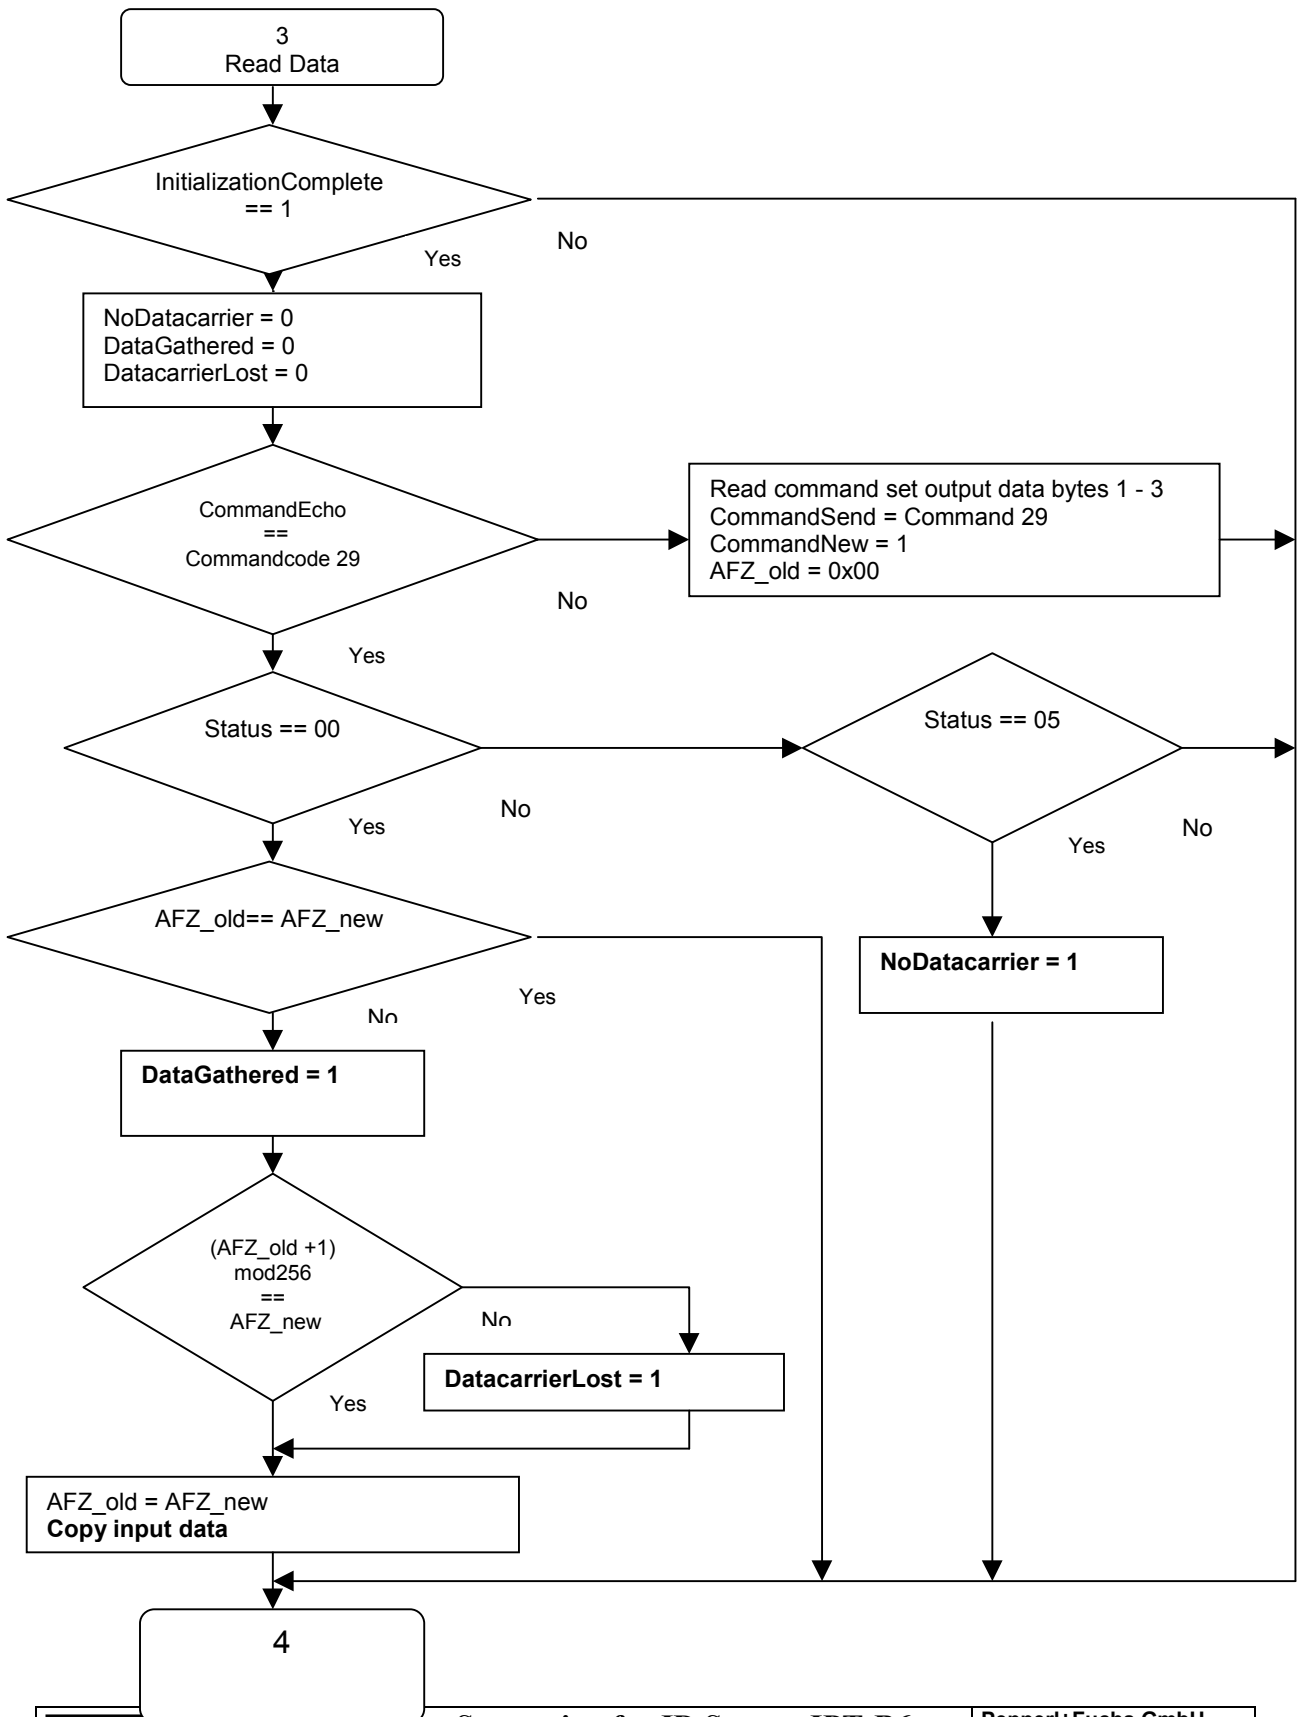 3
Read Data
InitializationComplete
== 1
Yes
No
NoDatacarrier = 0
DataGathered = 0
DatacarrierLost = 0
CommandEcho
==
Commandcode 29
No
Read command set output data bytes 1 - 3
CommandSend = Command 29
CommandNew = 1
AFZ_old = 0x00
Yes
Status == 00
No
Status == 05
No
Yes
Yes
AFZ_old== AFZ_new
Yes
NoDatacarrier = 1
No
DataGathered = 1
(AFZ_old +1)
mod256
==
AFZ_new
No
DatacarrierLost = 1
Yes
AFZ_old = AFZ_new
Copy input data
4
Pepperl+Fuchs GmbH